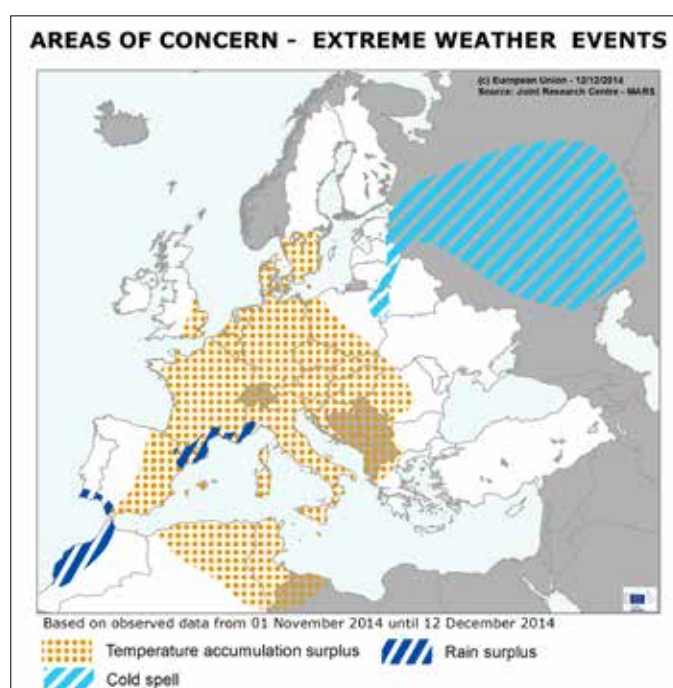 AREAS OF CONCERN - EXTREME WEATHER EVENTS
(c) European Union - 12/12/2014
Source: Joint Research Centre - MARS
Based on observed data from 01 November 2014 until 12 December 2014
Temperature accumulation surplus
Rain surplus
Cold spell